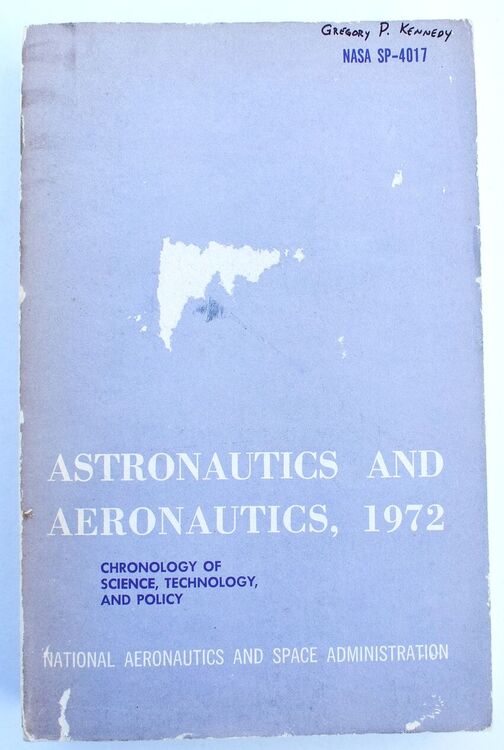 GREGORY P. KENNEDY
NASA SP-4017
ASTRONAUTICS AND
AERONAUTICS, 1972
CHRONOLOGY OF
SCIENCE, TECHNOLOGY,
AND POLICY
NATIONAL AERONAUTICS AND SPACE ADMINISTRATION